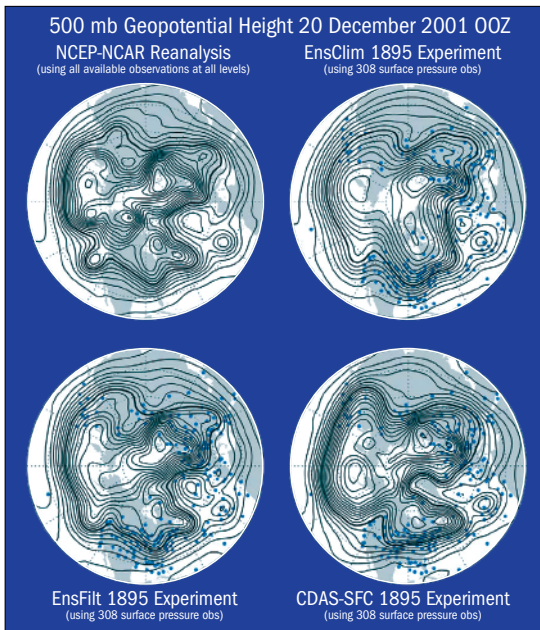 500 mb Geopotential Height 20 December 2001 OOZ
NCEP-NCAR Reanalysis
(using all available observations at all levels)
EnsClim 1895 Experiment
(using 308 surface pressure obs)
EnsFilt 1895 Experiment
(using 308 surface pressure obs)
CDAS-SFC 1895 Experiment
(using 308 surface pressure obs)